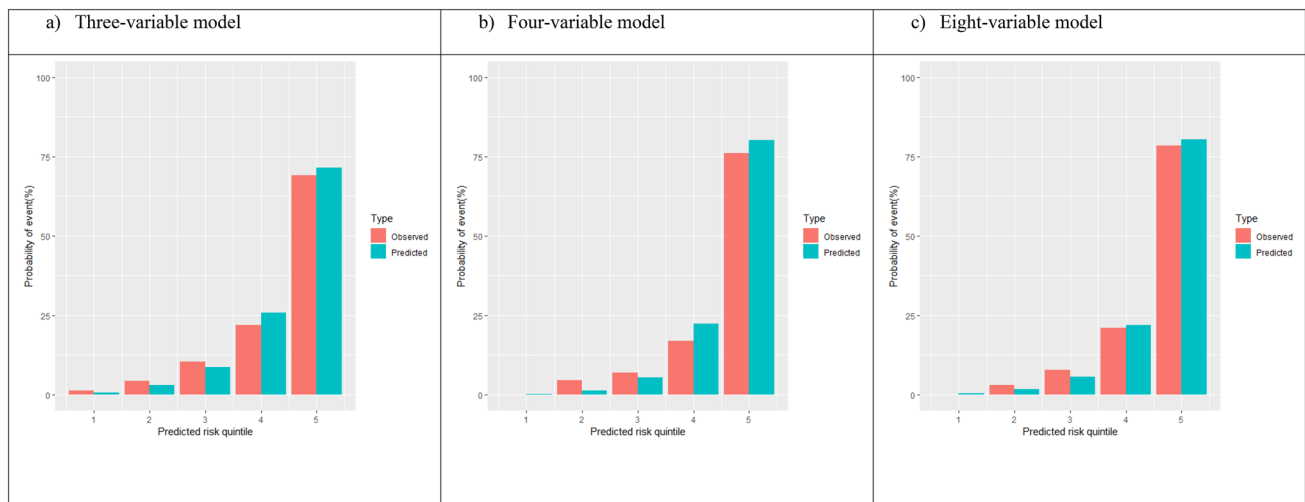 a) Three-variable model
b) Four-variable model
c) Eight-variable model
100
75
50
25
0
Probability of event(%)
1 2 3 4 5
Predicted risk quintile
Type
Observed
Predicted
100
75
50
25
0
Probability of event(%)
1 2 3 4 5
Predicted risk quintile
Type
Observed
Predicted
100
75
50
25
0
Probability of event(%)
1 2 3 4 5
Predicted risk quintile
Type
Observed
Predicted